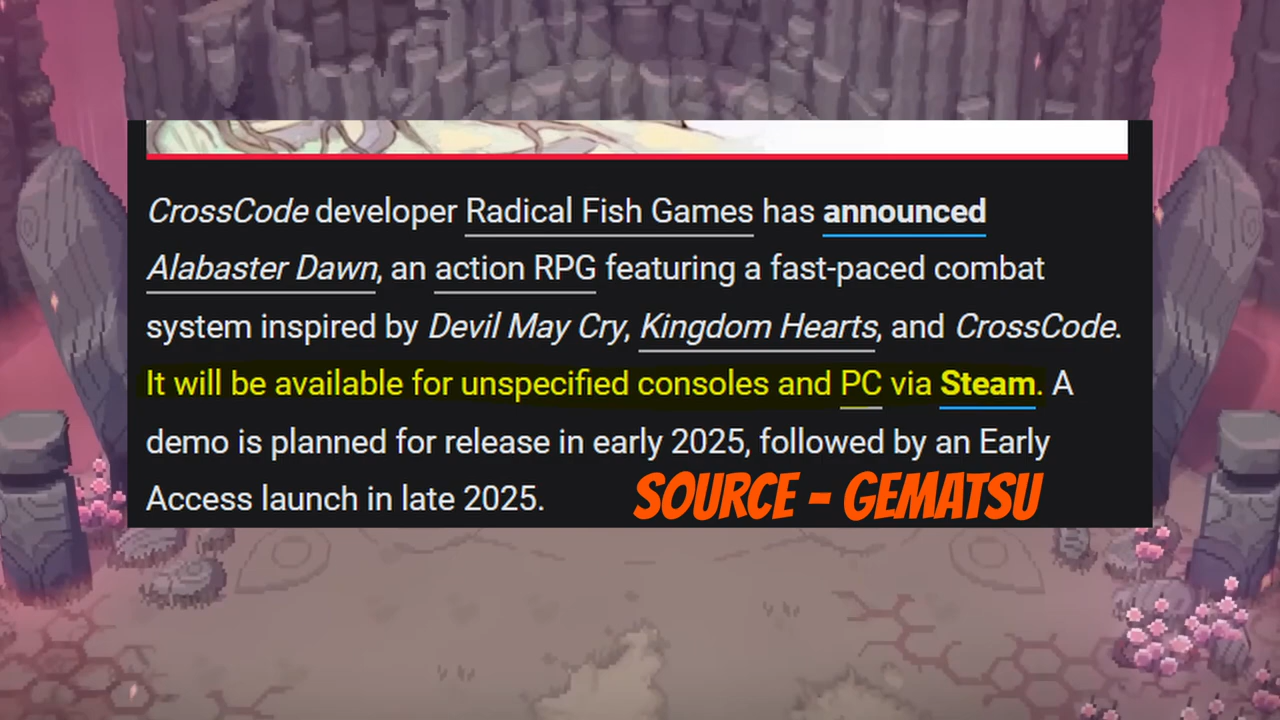 CrossCode developer Radical Fish Games has announced
Alabaster Dawn, an action RPG featuring a fast-paced combat
system inspired by Devil May Cry, Kingdom Hearts, and CrossCode.
It will be available for unspecified consoles and PC via Steam. A
demo is planned for release in early 2025, followed by an Early
Access launch in late 2025.
SOURCE - GEMATSU